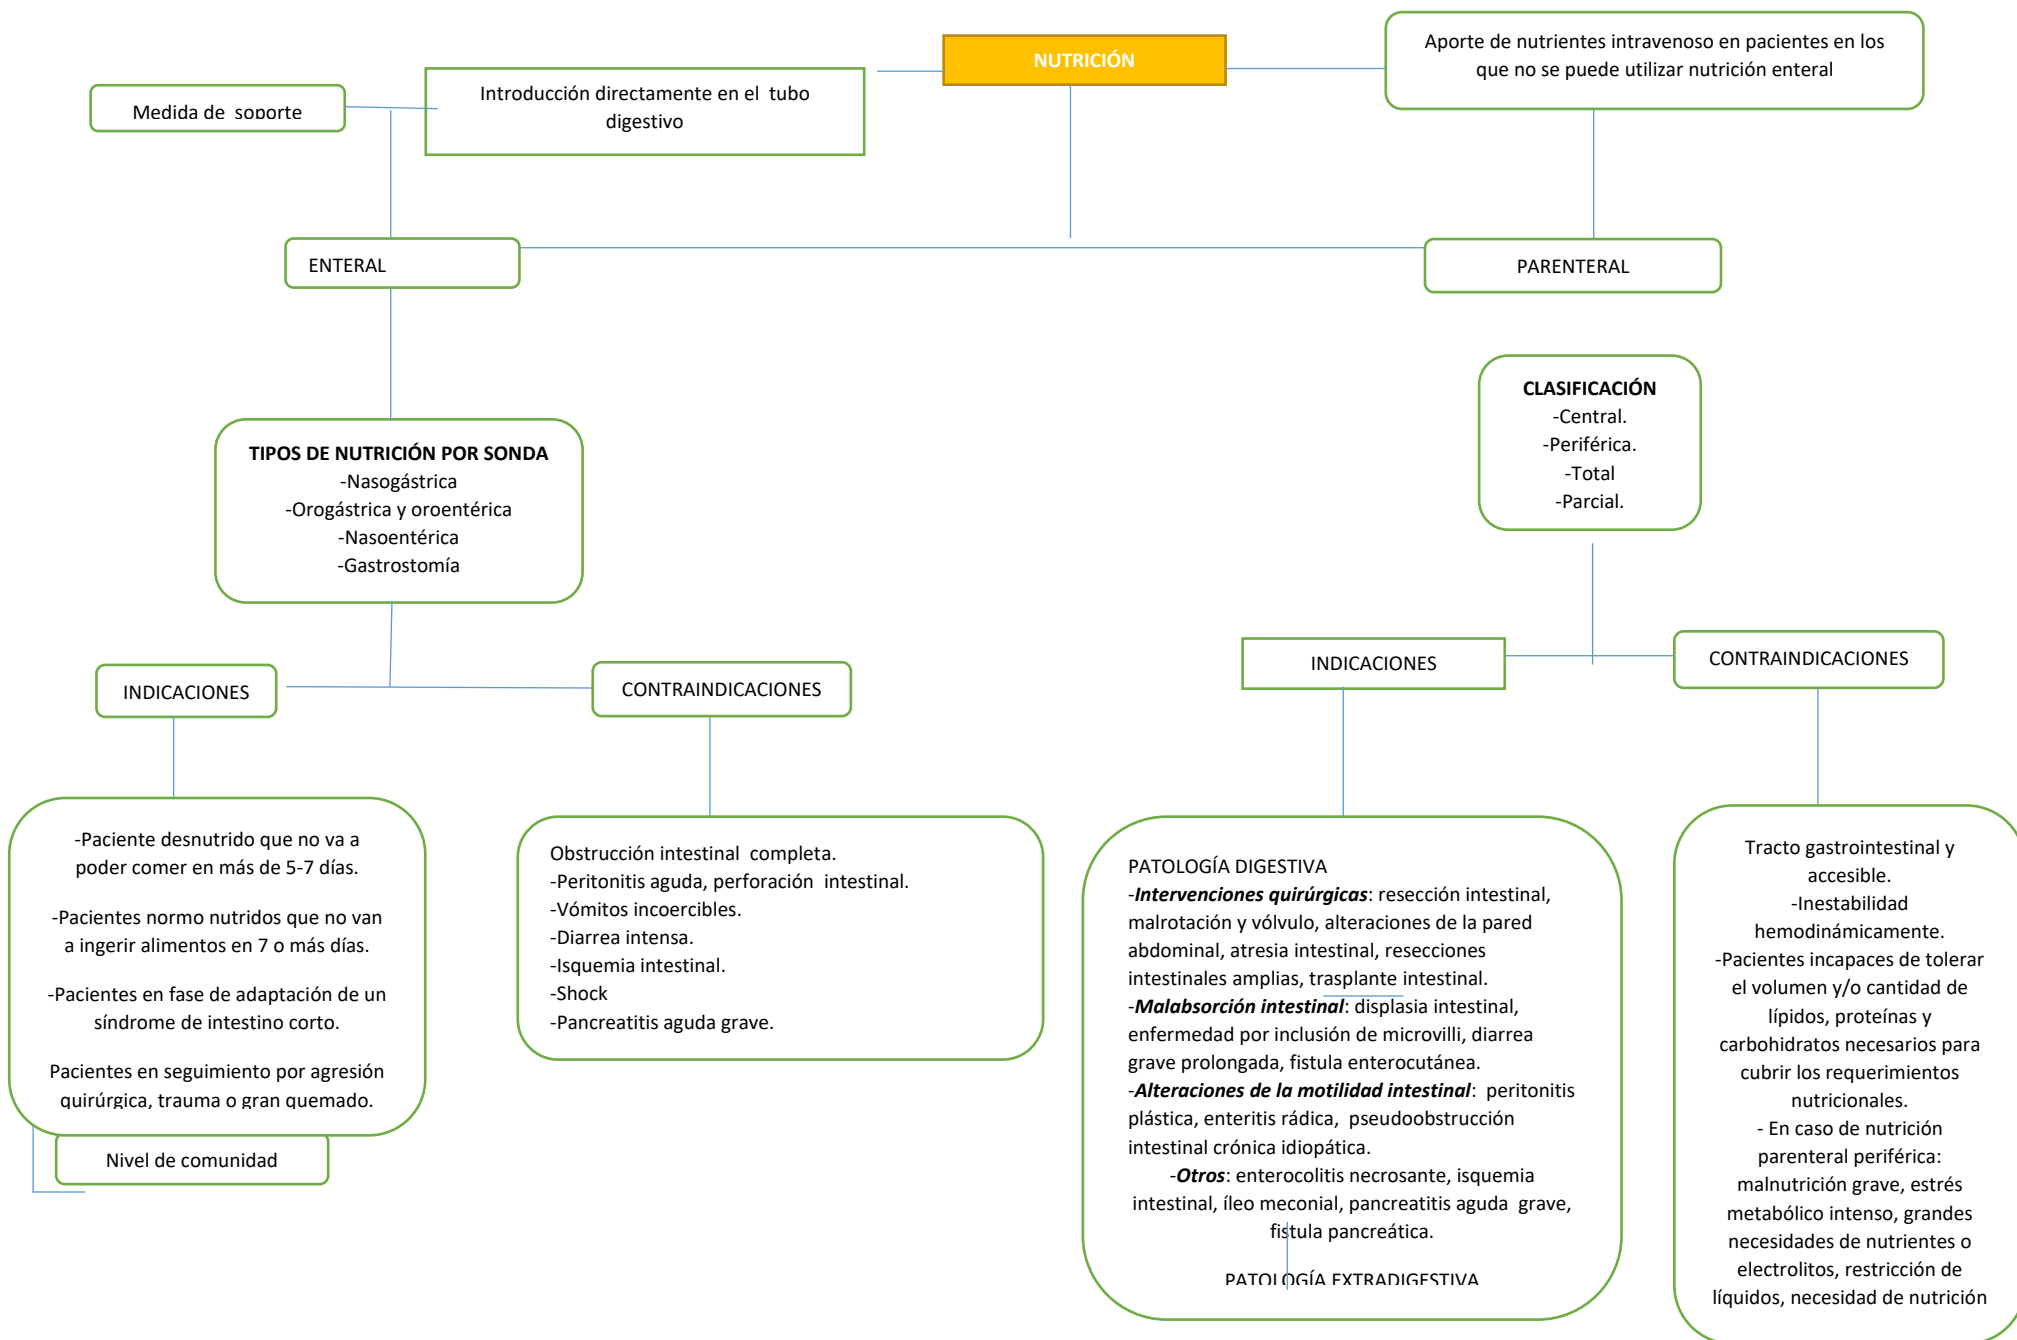 NUTRICIÓN
Aporte de nutrientes intravenoso en pacientes en los
que no se puede utilizar nutrición enteral
Introducción directamente en el tubo
digestivo
Medida de soporte
ENTERAL
PARENTERAL
TIPOS DE NUTRICIÓN POR SONDA
-Nasogástrica
-Orogástrica y oroentérica
-Nasoentérica
-Gastrostomía
CLASIFICACIÓN
-Central.
-Periférica.
-Total
-Parcial.
INDICACIONES
CONTRAINDICACIONES
INDICACIONES
CONTRAINDICACIONES
-Paciente desnutrido que no va a
poder comer en más de 5-7 días.
-Pacientes normo nutridos que no van
a ingerir alimentos en 7 o más días.
-Pacientes en fase de adaptación de un
síndrome de intestino corto.
Pacientes en seguimiento por agresión
quirúrgica, trauma o gran quemado.
Nivel de comunidad
Obstrucción intestinal completa.
-Peritonitis aguda, perforación intestinal.
-Vómitos incoercibles.
-Diarrea intensa.
-Isquemia intestinal.
-Shock
-Pancreatitis aguda grave.
PATOLOGÍA DIGESTIVA
-Intervenciones quirúrgicas: resección intestinal,
malrotación y vólvulo, alteraciones de la pared
abdominal, atresia intestinal, resecciones
intestinales amplias, trasplante intestinal.
-Malabsorción intestinal: displasia intestinal,
enfermedad por inclusión de microvilli, diarrea
grave prolongada, fistula enterocutánea.
-Alteraciones de la motilidad intestinal: peritonitis
plástica, enteritis rádica, pseudoobstrucción
intestinal crónica idiopática.
-Otros: enterocolitis necrosante, isquemia
intestinal, íleo meconial, pancreatitis aguda grave,
fistula pancreática.
PATOLOGÍA EXTRADIGESTIVA
Tracto gastrointestinal y
accesible.
-Inestabilidad
hemodinámicamente.
-Pacientes incapaces de tolerar
el volumen y/o cantidad de
lípidos, proteínas y
carbohidratos necesarios para
cubrir los requerimientos
nutricionales.
- En caso de nutrición
parenteral periférica:
malnutrición grave, estrés
metabólico intenso, grandes
necesidades de nutrientes o
electrolitos, restricción de
líquidos, necesidad de nutrición